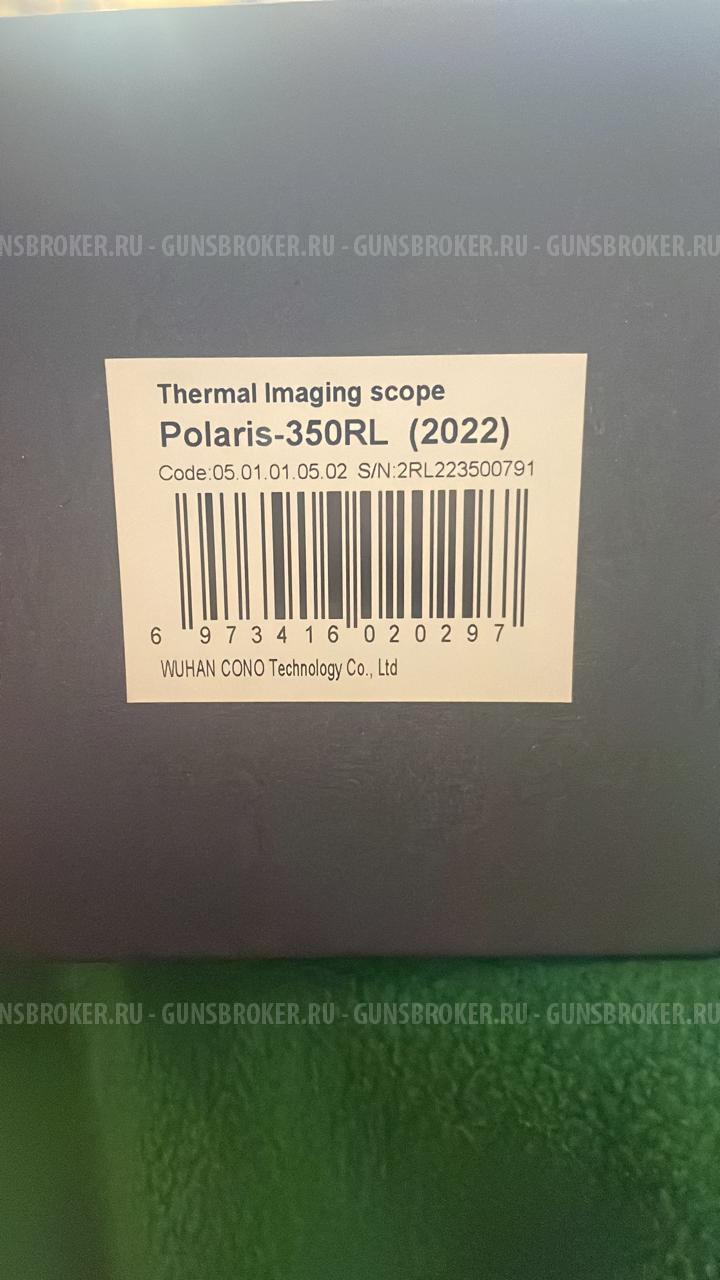 NSBROKER.RU - GUNSBROKER.RU - GUNSBROKER.RU - GUNSBROKER.RU
Thermal Imaging scope
Polaris-350RL (2022)
Code:05.01.01.05.02 S/N:2RL223500791
6 973416 020297
WUHAN CONO Technology Co., Ltd
NSBROKER.RU - GUNSBROKER.RU - GUNSBROKER.RU - GUNSBROKER.RU